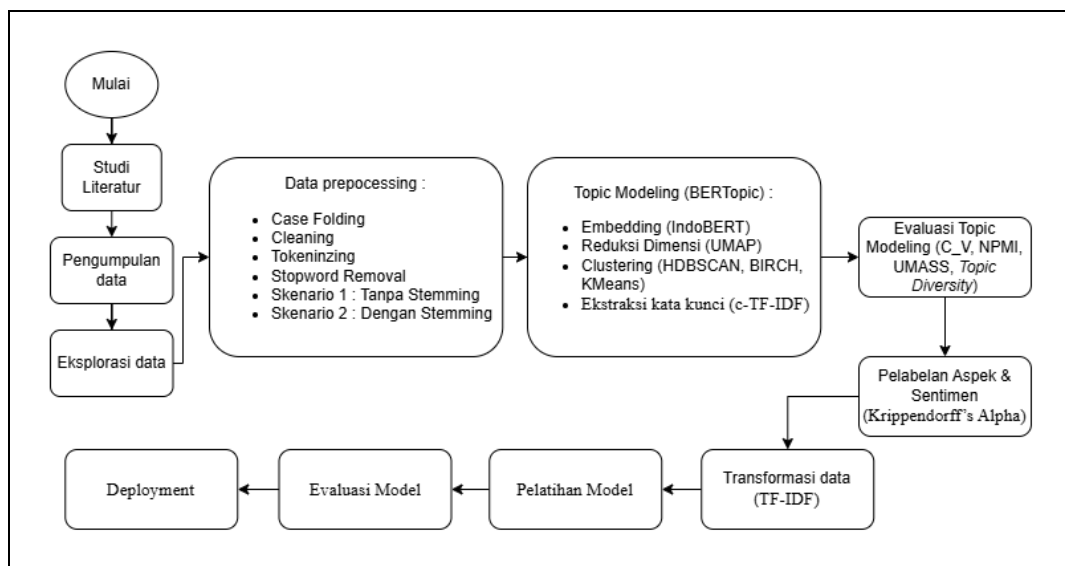 Mulai
Studi
Literatur
Pengumpulan
data
Eksplorasi data
Data prepocessing :
• Case Folding
• Cleaning
• Tokeninzing
• Stopword Removal
• Skenario 1 : Tanpa Stemming
• Skenario 2 : Dengan Stemming
Topic Modeling (BERTopic) :
• Embedding (IndoBERT)
• Reduksi Dimensi (UMAP)
• Clustering (HDBSCAN, BIRCH,
KMeans)
• Ekstraksi kata kunci (c-TF-IDF)
Evaluasi Topic
Modeling (C_V, NPMI,
UMASS, Topic
Diversity)
Pelabelan Aspek &
Sentimen
(Krippendorff’s Alpha)
Transformasi data
(TF-IDF)
Pelatihan Model
Evaluasi Model
Deployment